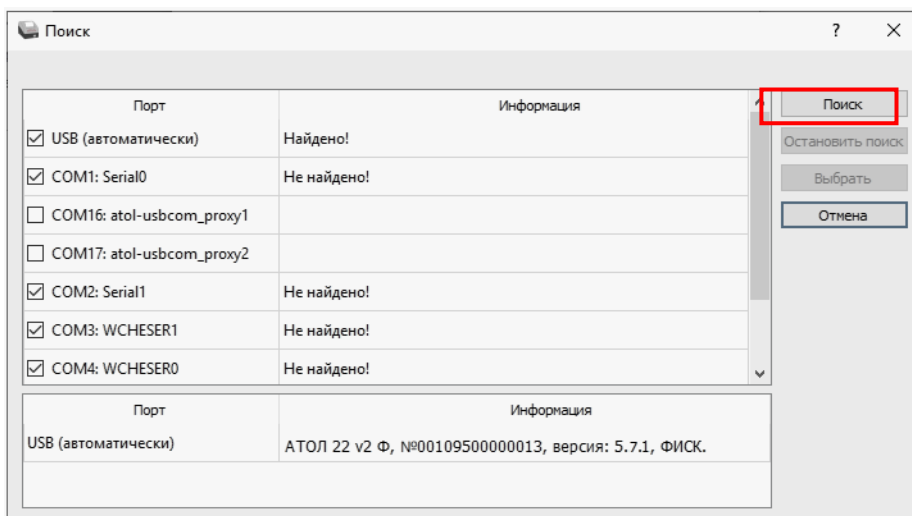 Поиск
?
Порт Информация
Поиск
USB (автоматически) Найдено!
Остановить поиск
COM1: Serial0 Не найдено!
Выбрать
COM16: atol-usbcom_proxy1
Отмена
COM17: atol-usbcom_proxy2
COM2: Serial1 Не найдено!
COM3: WCHESER1 Не найдено!
COM4: WCHESER0 Не найдено!
Порт Информация
USB (автоматически) АТОЛ 22 v2 Ф, №00109500000013, версия: 5.7.1, ФИСК.